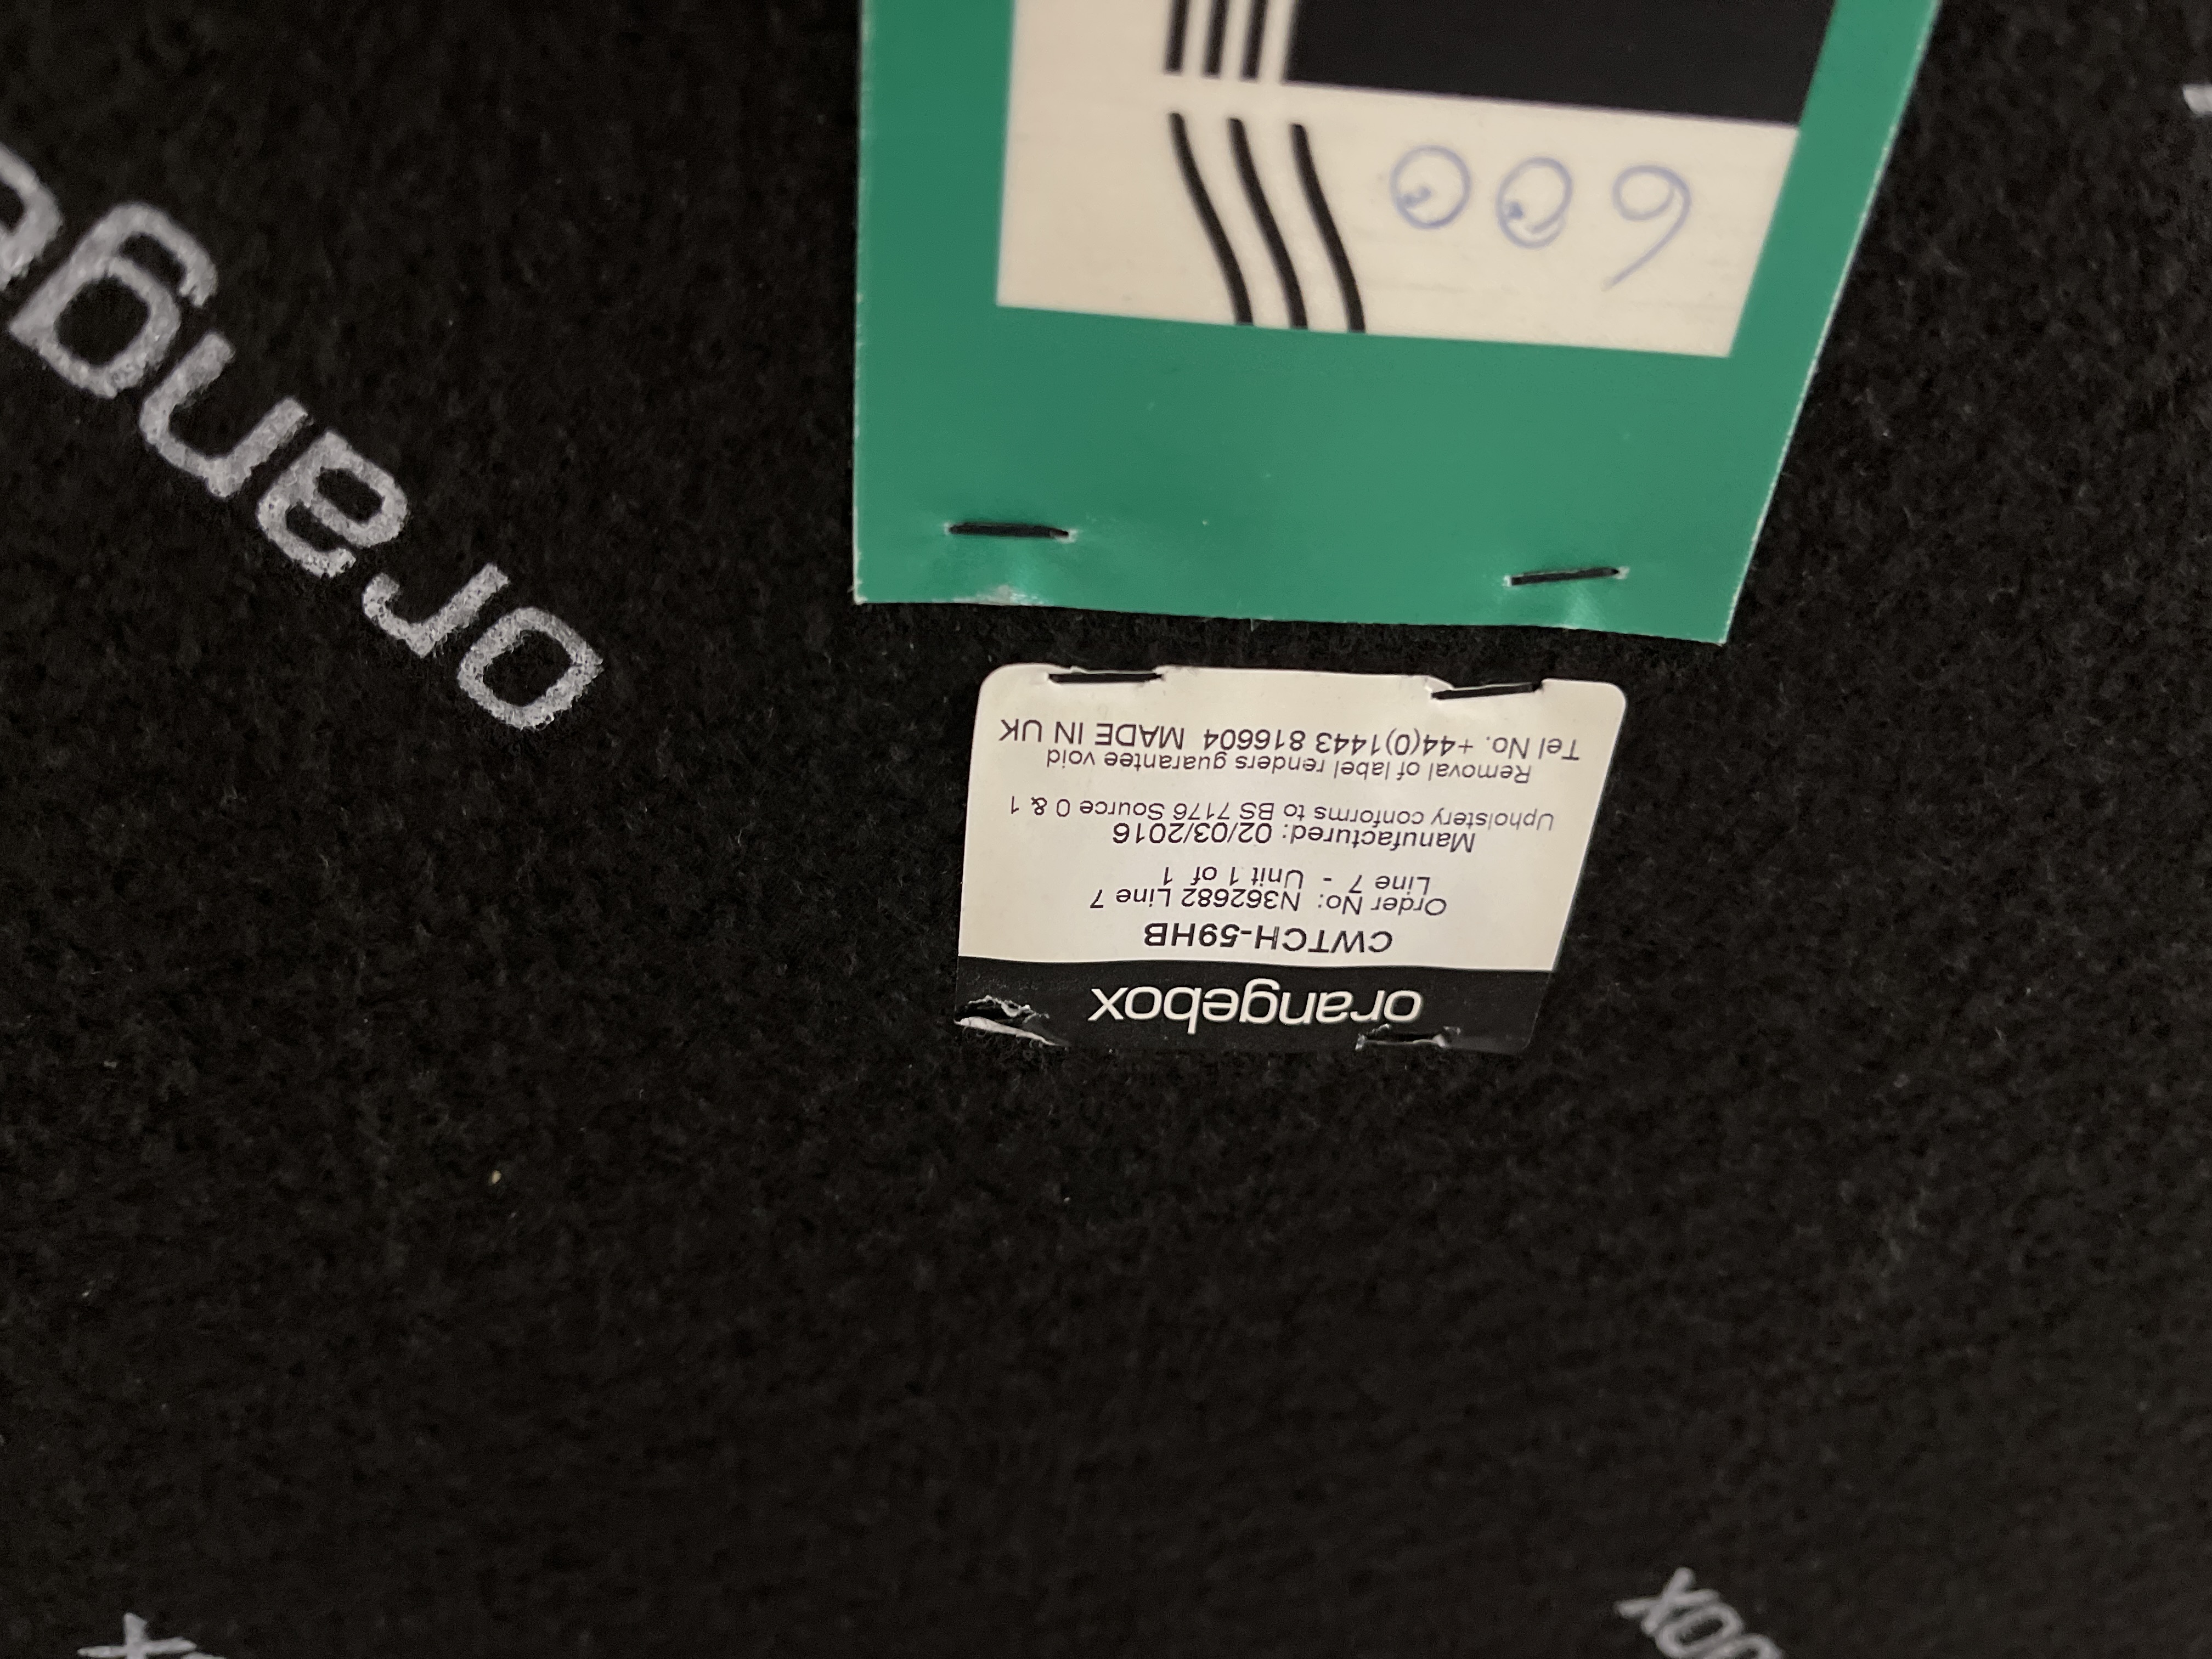 orangebox
CWTCH-59HB
Order No: N362682 Line 7
Line 7 - Unit 1 of 1
Manufactured: 02/03/2016
Upholstery conforms to BS 7176 Source 0 & 1
Removal of label renders guarantee void
Tel No. +44(0)1443 816604 MADE IN UK
600
orange